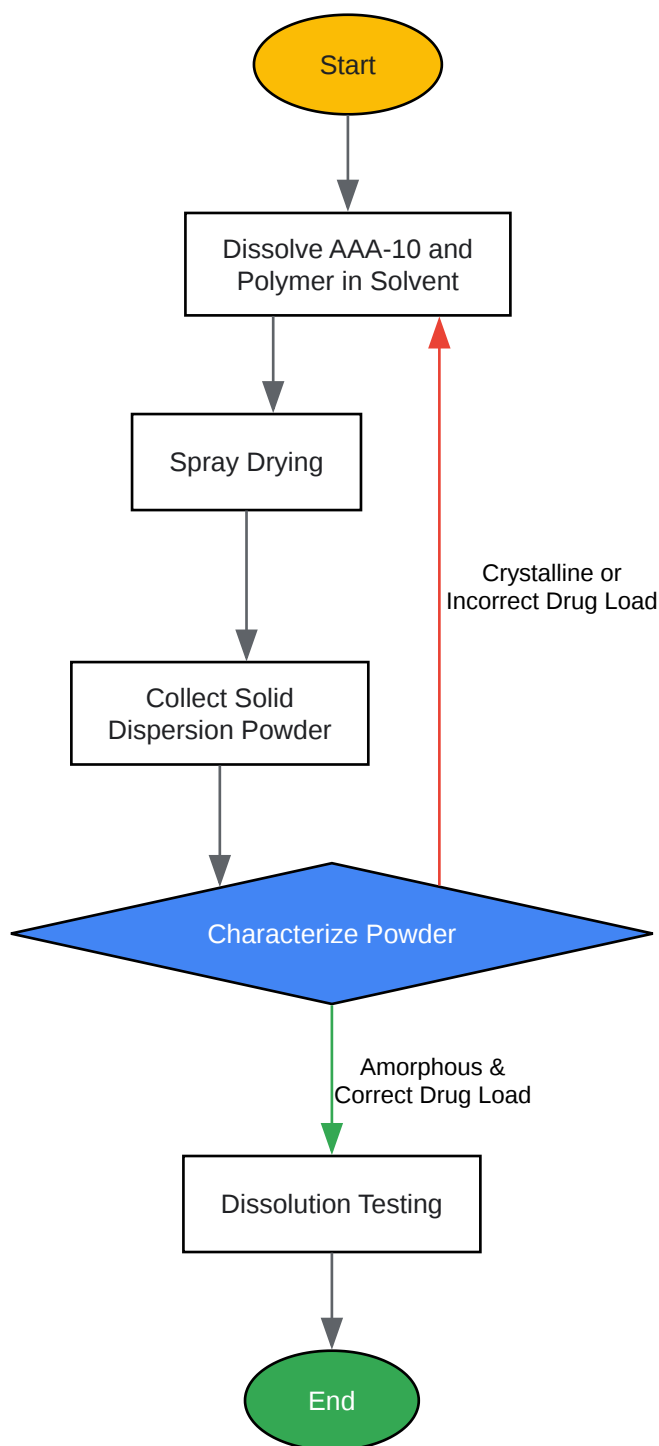 Start
Dissolve AAA-10 and
Polymer in Solvent
Spray Drying
Crystalline or
Incorrect Drug Load
Collect Solid
Dispersion Powder
Characterize Powder
Amorphous &
Correct Drug Load
Dissolution Testing
End